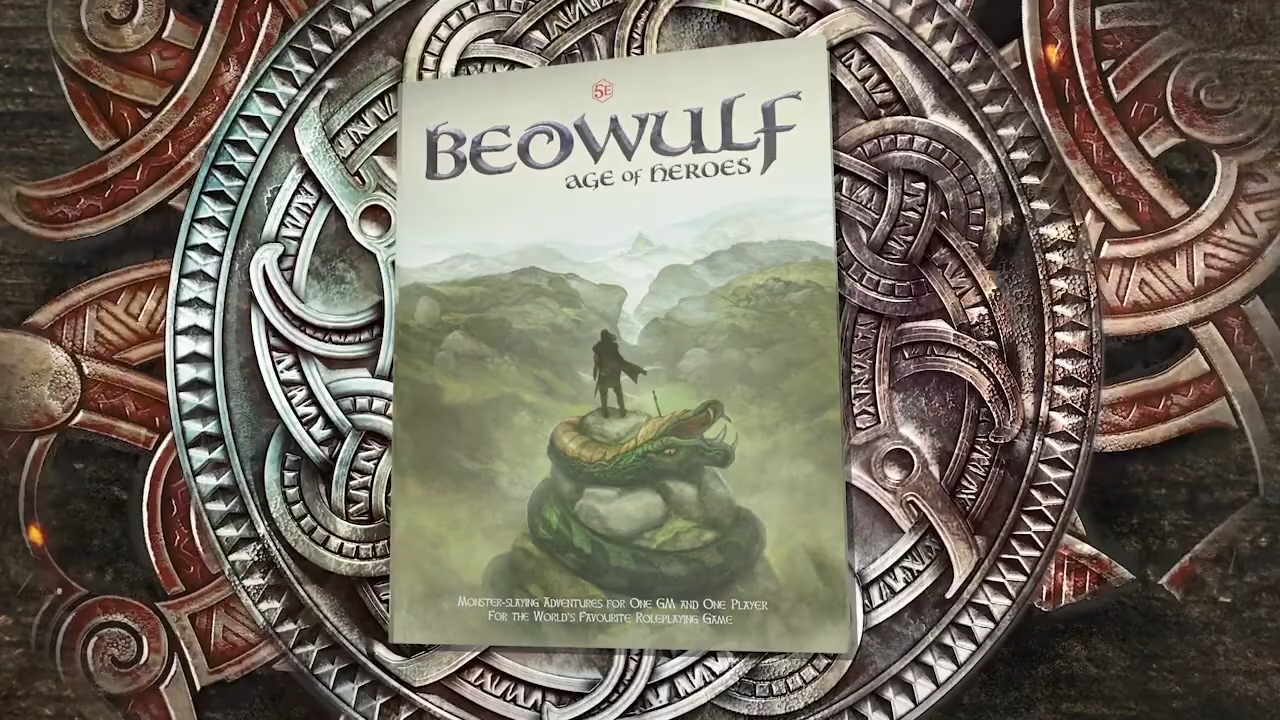 5E
BEOWULF
AGE OF HEROES
MONSTER-SLAYING ADVENTURES FOR ONE GM AND ONE PLAYER
FOR THE WORLD'S FAVOURITE ROLEPLAYING GAME